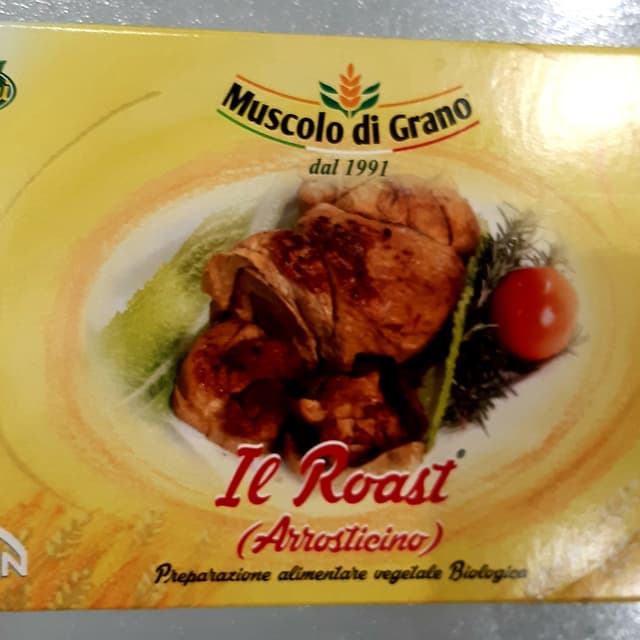 Muscolo di Grano
dal 1991
Il Roast®
(Arrosticino)
Preparazione alimentare vegetale Biologica